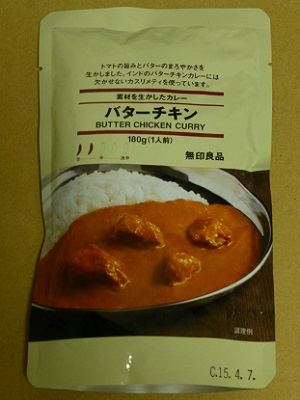 トマトの旨みとバターのまろやかさを
生かしました。インドのバターチキンカレーには
欠かせないカスリメティを使っています。
素材を生かしたカレー
バターチキン
BUTTER CHICKEN CURRY
180g(1人前)
無印良品
調理例
C.15.4.7.